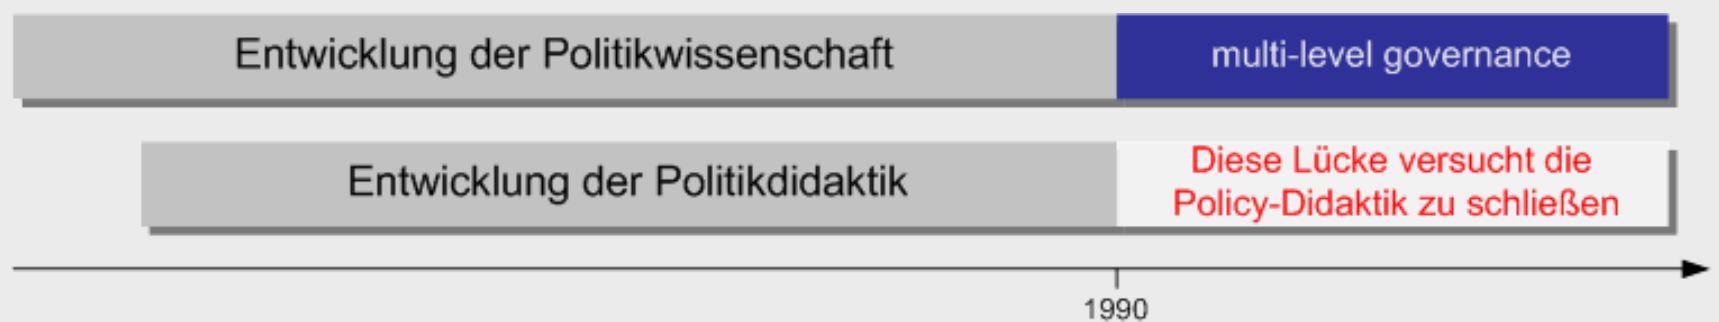 Entwicklung der Politikwissenschaft
multi-level governance
Entwicklung der Politikdidaktik
Diese Lücke versucht die
Policy-Didaktik zu schließen
1990